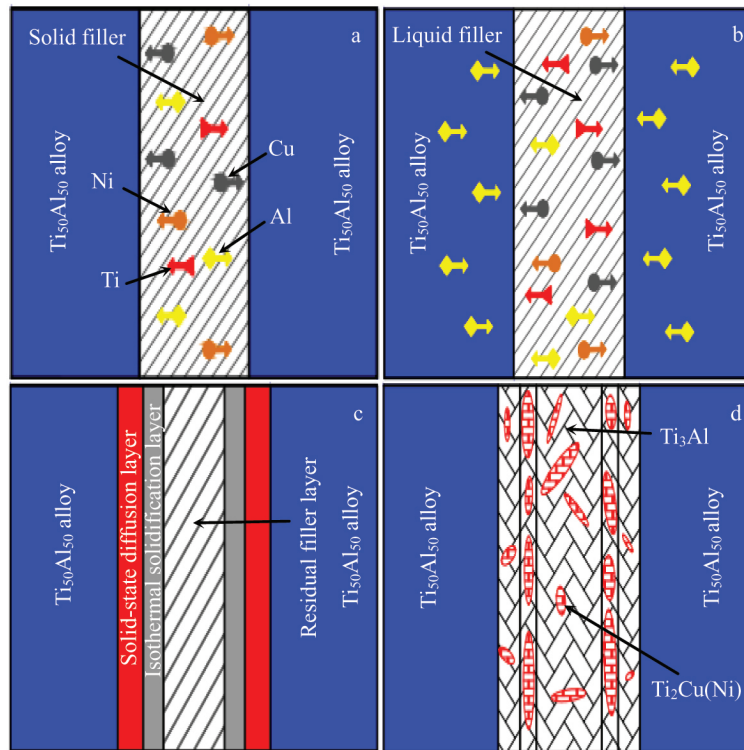 a
Solid filler
Ti₅₀Al₅₀ alloy
Cu
Ni
Al
Ti
Ti₅₀Al₅₀ alloy
b
Liquid filler
Ti₅₀Al₅₀ alloy
Ti₅₀Al₅₀ alloy
c
Ti₅₀Al₅₀ alloy
Solid-state diffusion layer
Isothermal solidification layer
Residual filler layer
Ti₅₀Al₅₀ alloy
d
Ti₃Al
Ti₅₀Al₅₀ alloy
Ti₅₀Al₅₀ alloy
Ti₂Cu(Ni)